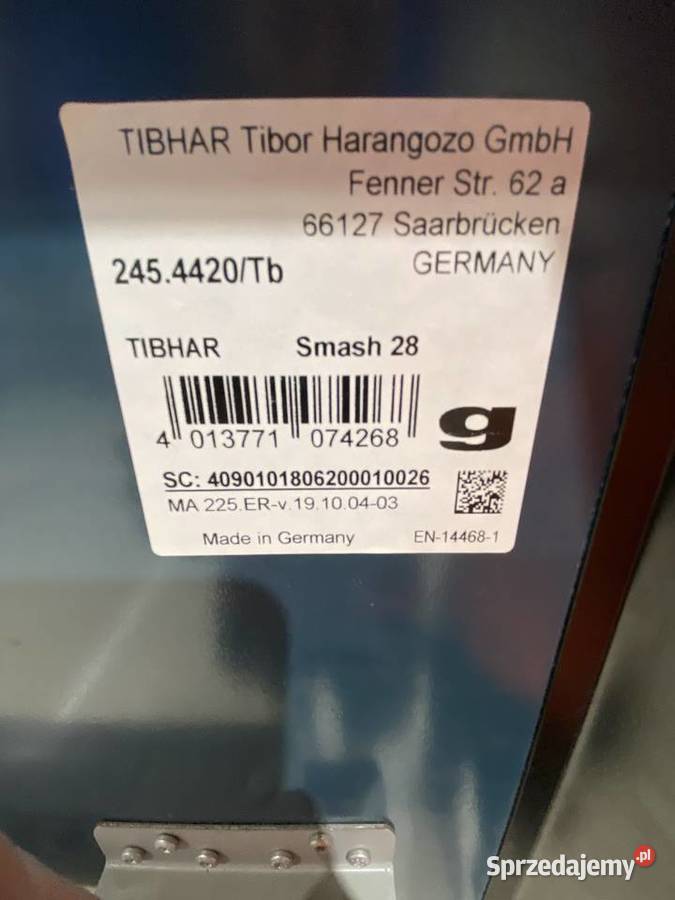 TIBHAR Tibor Harangozo GmbH
Fenner Str. 62 a
66127 Saarbrücken
GERMANY
245.4420/Tb
TIBHAR Smash 28
4 013771 074268
g
SC: 4090101806200010026
MA 225.ER-v.19.10.04-03
Made in Germany EN-14468-1
Sprzedajemy.pl